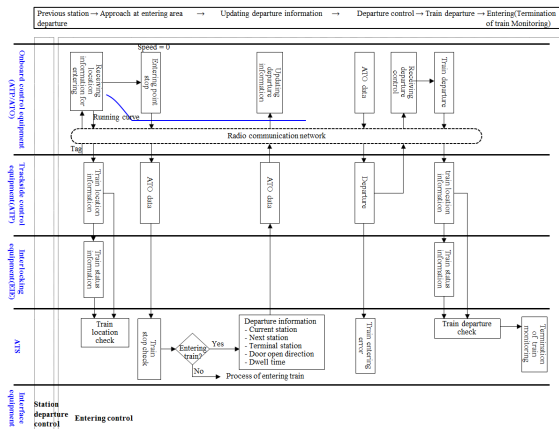 Previous station → Approach at entering area → Updating departure information → Departure control → Train departure → Entering(Termination
departure
of train Monitoring)
Speed = 0
Onboard control equipment
(ATP/ATO)
Receiving
location
information for
entering
Entering point
stop
Updating
departure
information
ATO data
Receiving
departure
control
Train departure
Running curve
Radio communication network
Tag
Trackside control
equipment(ATP)
Train location
information
ATO data
ATO data
Departure
train location
information
Interlocking
equipment(EIE)
Train status
information
Train status
information
ATS
Train
location
check
Train
stop check
Entering
train?
Yes
No
Process of entering train
Departure information
- Current station
- Next station
- Terminal station
- Door open direction
- Dwell time
Train entering
error
Train departure
check
Termination
of train
monitoring
Interface
equipment
Station
departure
control
Entering control